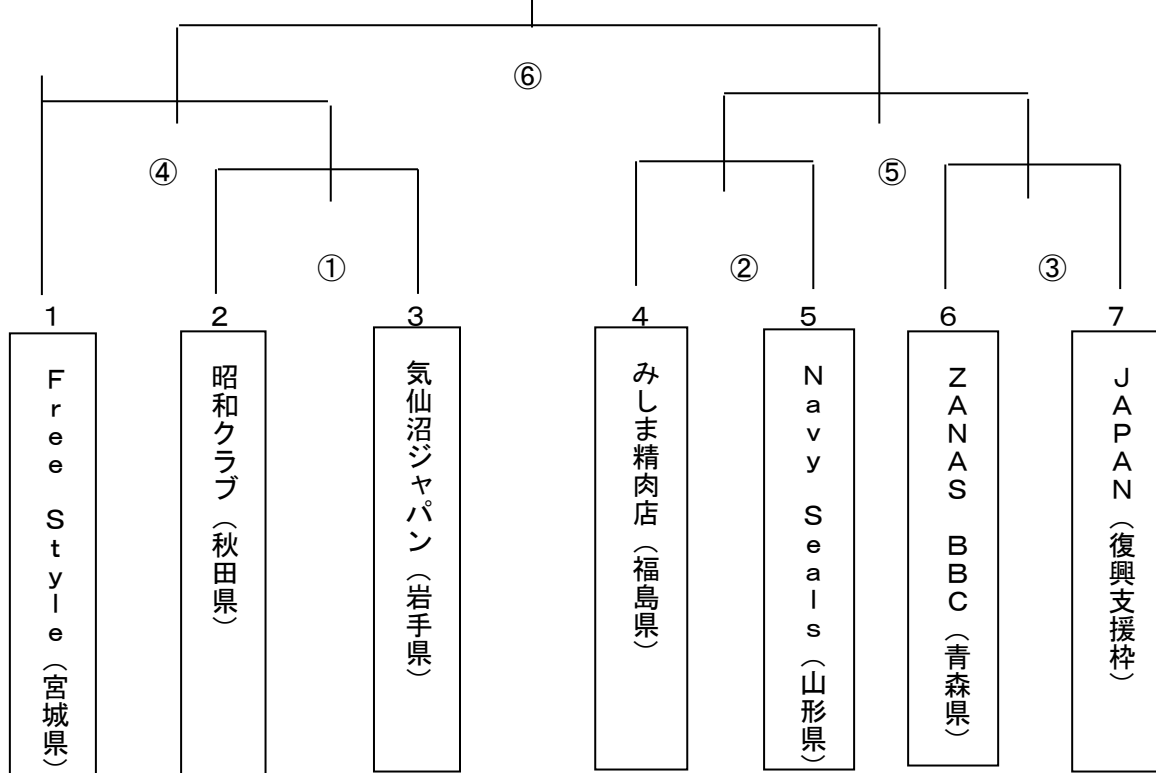 ⑥
④
⑤
①
②
③
1
2
3
4
5
6
7
Free Style（宮城県）
昭和クラブ（秋田県）
気仙沼ジャパン（岩手県）
みしま精肉店（福島県）
Navy Seals（山形県）
ZANAS BBC（青森県）
JAPAN（復興支援枠）